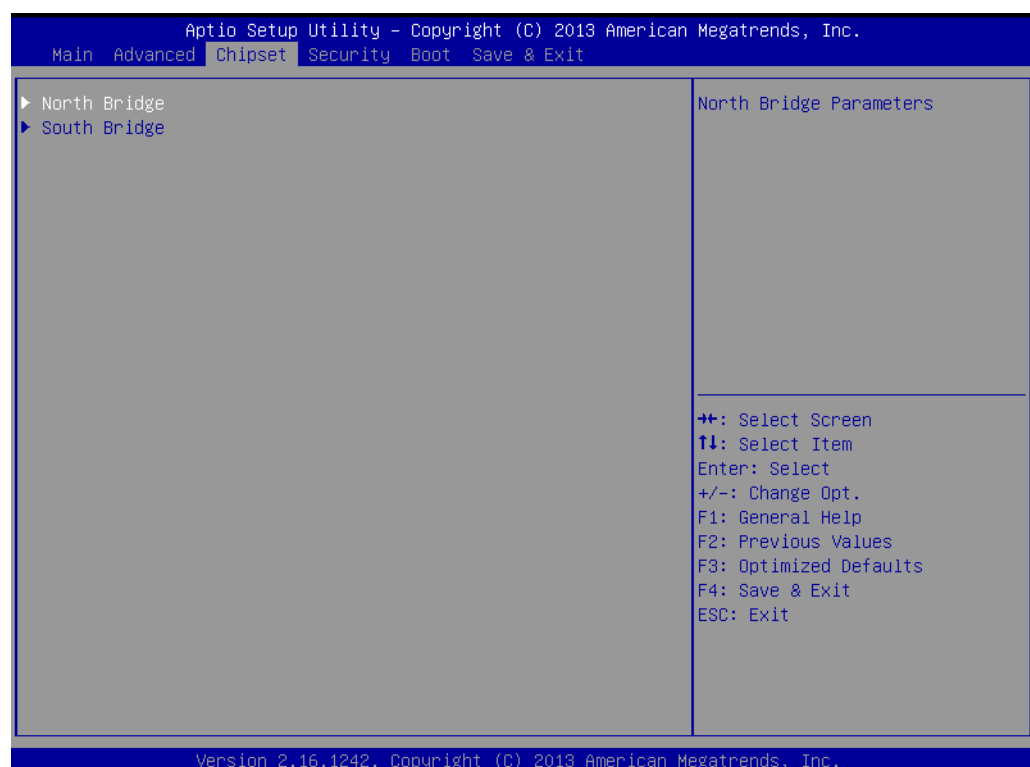 Aptio Setup Utility – Copyright (C) 2013 American Megatrends, Inc.
Main Advanced Chipset Security Boot Save & Exit
▶ North Bridge
▶ South Bridge
North Bridge Parameters
→←: Select Screen
↑↓: Select Item
Enter: Select
+/-: Change Opt.
F1: General Help
F2: Previous Values
F3: Optimized Defaults
F4: Save & Exit
ESC: Exit
Version 2.16.1242. Copyright (C) 2013 American Megatrends, Inc.